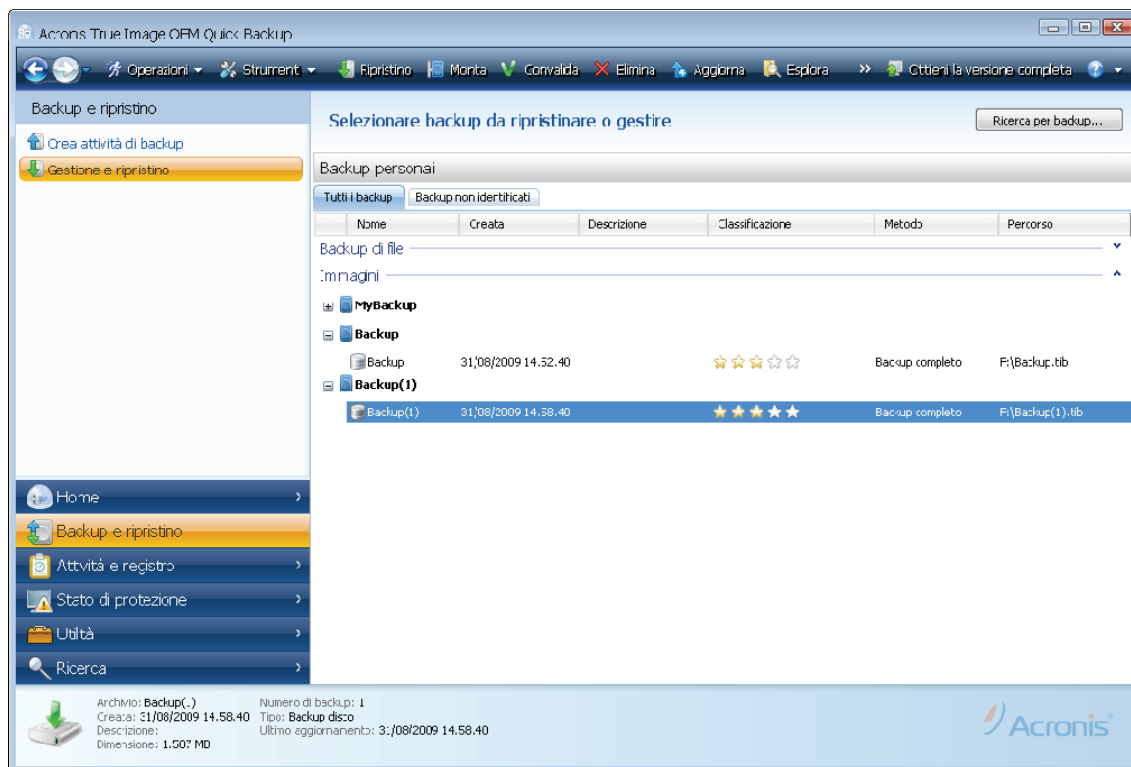 Acronis True Image OEM Quick Backup
Operazioni Strumenti Ripristino Monta Convalida Elimina Aggiorna Esplora >> Ottieni la versione completa
Backup e ripristino
Crea attività di backup
Gestione e ripristino
Selezionare backup da ripristinare o gestire
Ricerca per backup...
Backup personai
Tutti i backup Backup non identificati
Nome Creata Descrizione Classificazione Metodo Percorso
Backup di file
Immagini
MyBackup
Backup
Backup 31/08/2009 14.52.40 Backup completo F:\Backup.tib
Backup(1)
Backup(1) 31/08/2009 14.58.40 Backup completo F:\Backup(1).tib
Home
Backup e ripristino
Attività e registro
Stato di protezione
Utilità
Ricerca
Archivio: Backup(1) Numero di backup: 1
Creata: 31/08/2009 14.58.40 Tipo: Backup disco
Descrizione: Ultimo aggiornamento: 31/08/2009 14.58.40
Dimensione: 1.507 MB
Acronis